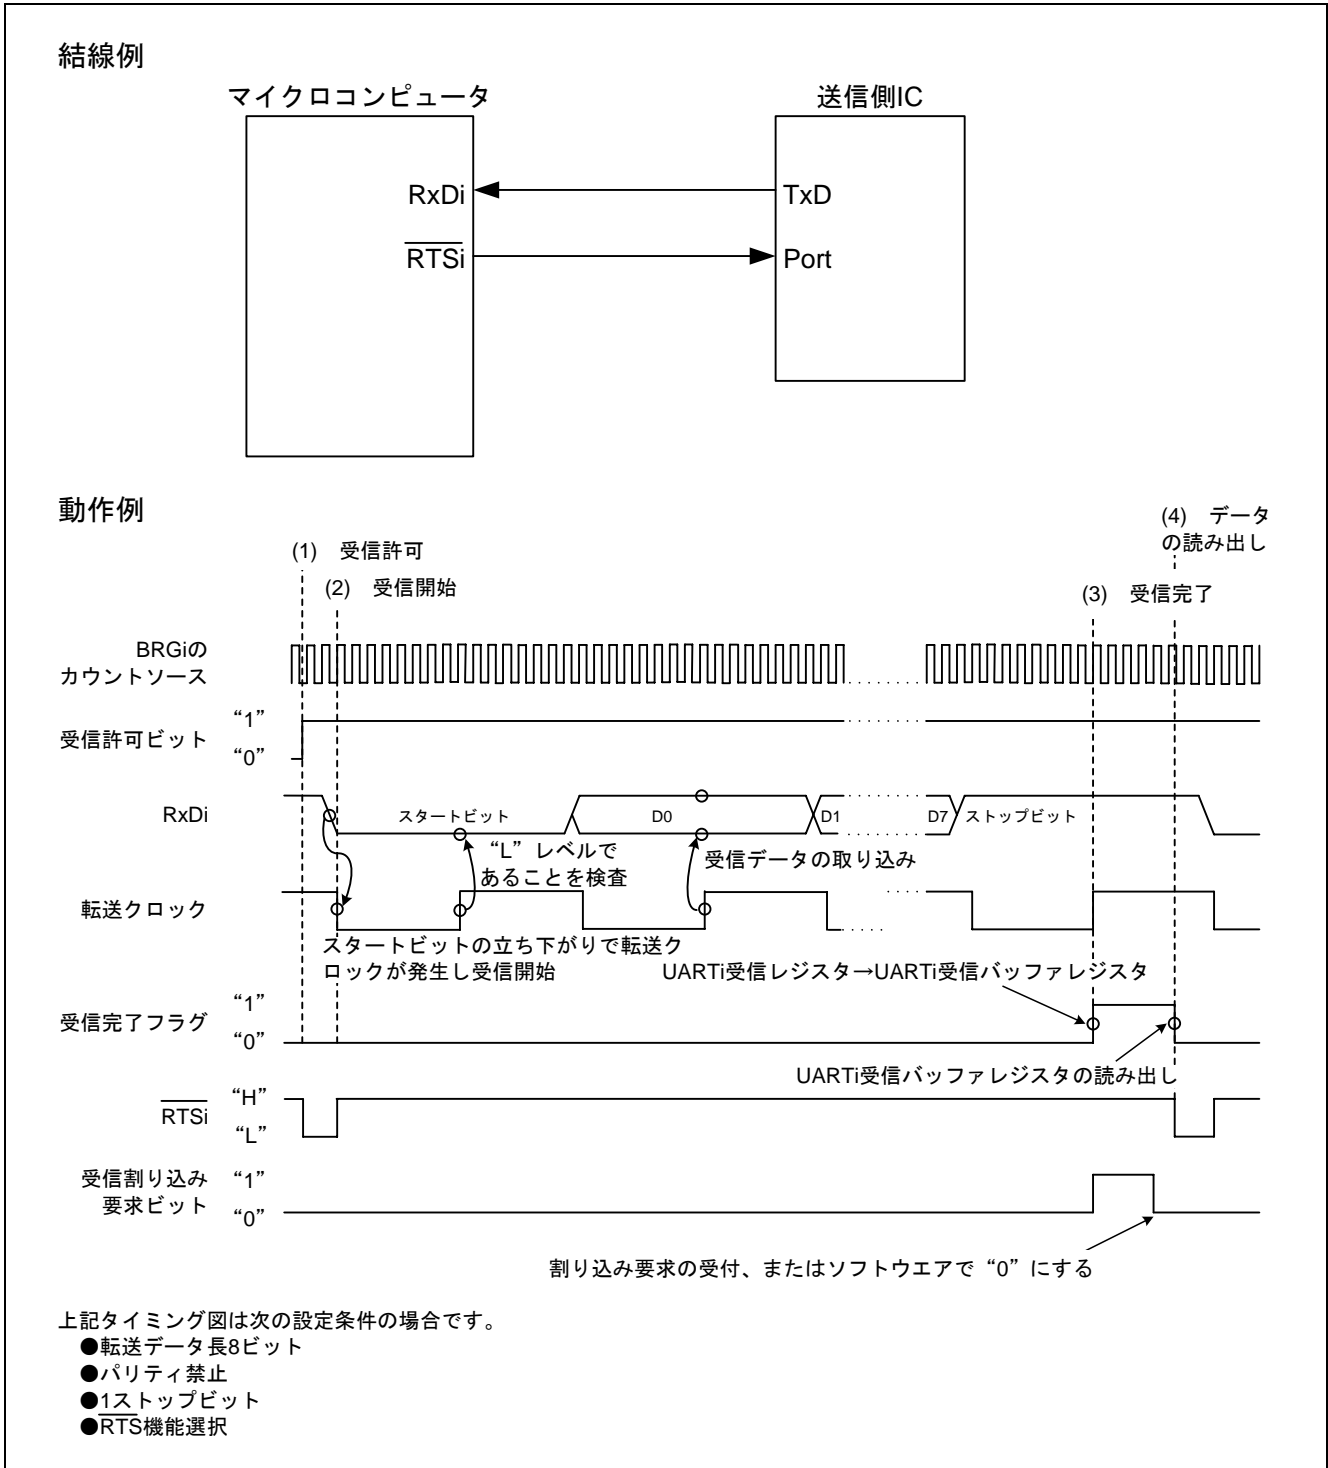 結線例
マイクロコンピュータ
送信側IC
RxDi
TxD
RTSi
Port
動作例
(1) 受信許可
(2) 受信開始
(3) 受信完了
(4) データ
の読み出し
BRGiの
カウントソース
受信許可ビット
“1”
“0”
RxDi
スタートビット
D0
D1
D7
ストップビット
“L”レベルで
あることを検査
受信データの取り込み
転送クロック
スタートビットの立ち下がりで転送ク
ロックが発生し受信開始
UARTi受信レジスタ→UARTi受信バッファレジスタ
受信完了フラグ
“1”
“0”
UARTi受信バッファレジスタの読み出し
RTSi
“H”
“L”
受信割り込み
要求ビット
“1”
“0”
割り込み要求の受付、またはソフトウエアで“0”にする
上記タイミング図は次の設定条件の場合です。
●転送データ長8ビット
●パリティ禁止
●1ストップビット
●RTS機能選択